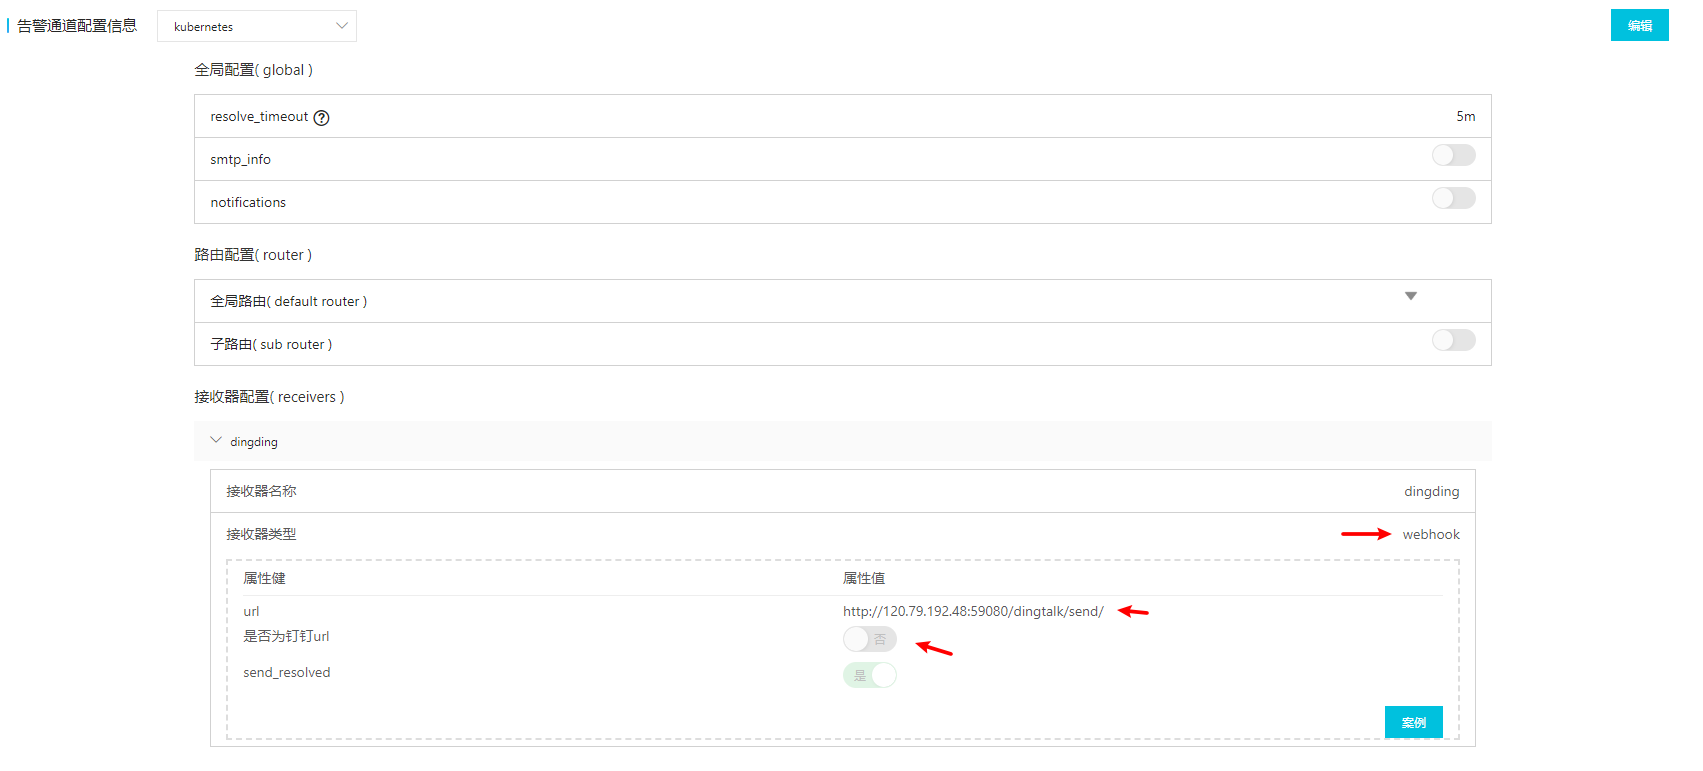 告警通道配置信息 kubernetes 编辑
全局配置( global )
resolve_timeout ? 5m
smtp_info
notifications
路由配置( router )
全局路由( default router )
子路由( sub router )
接收器配置( receivers )
dingding
接收器名称 dingding
接收器类型 webhook
属性健 属性值
url http://120.79.192.48:59080/dingtalk/send/
是否为钉钉url 否
send_resolved 是
案例